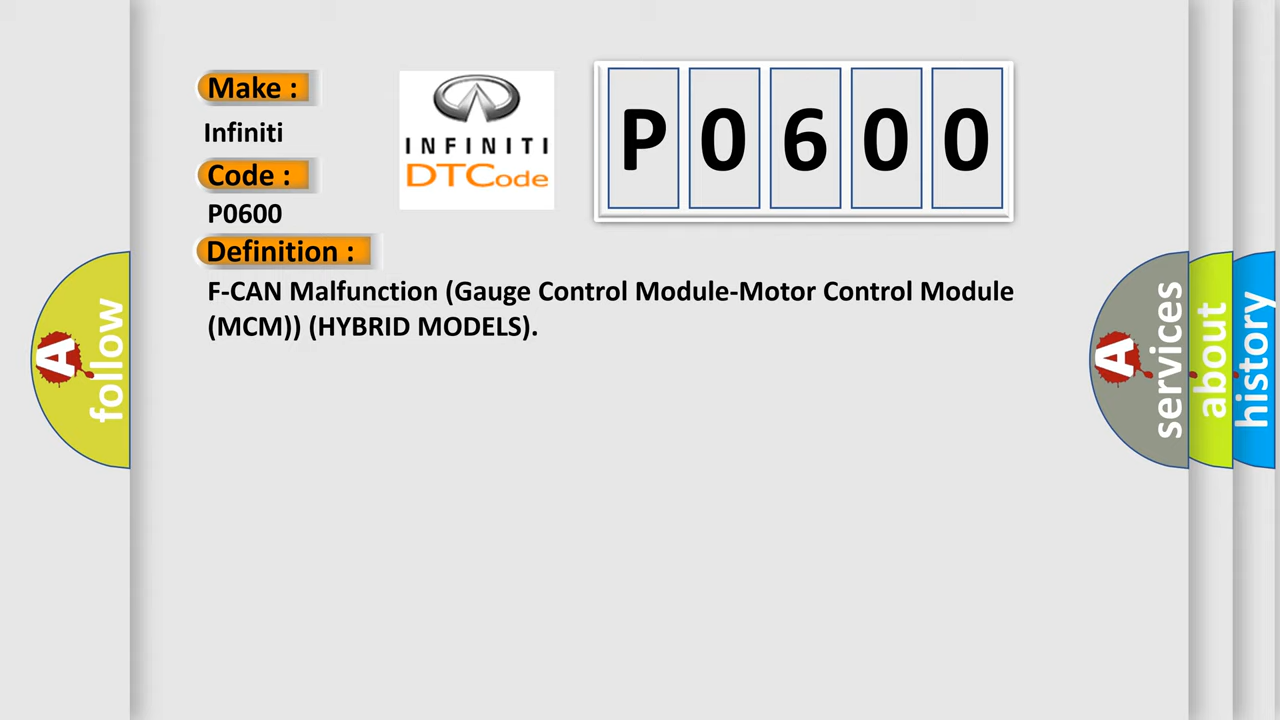 Make :
Infiniti
Code :
P0600
Definition :
F-CAN Malfunction (Gauge Control Module-Motor Control Module
(MCM)) (HYBRID MODELS).
INFINITI
DTCode
P0600
A
follow
A
services
about
history